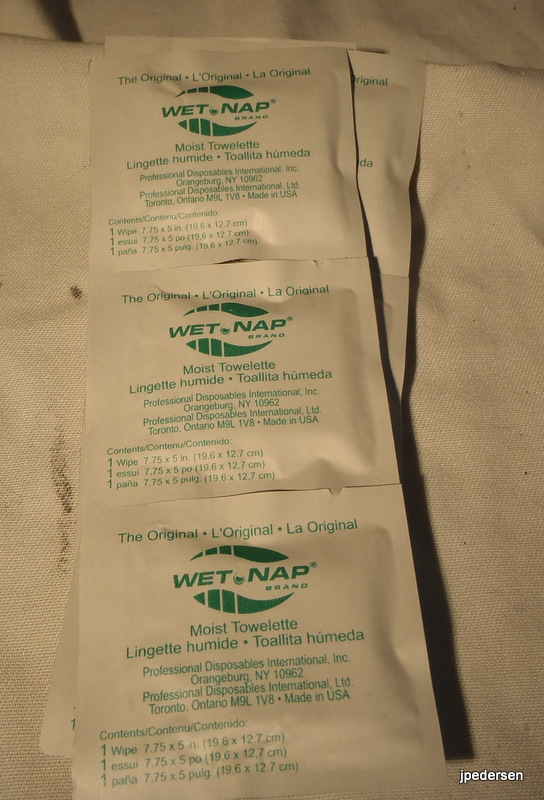 The Original • L'Original • La Original
WET NAP®
BRAND
Moist Towelette
Lingette humide • Toallita húmeda
Professional Disposables International, Inc.
Orangeburg, NY 10962
Professional Disposables International, Ltd.
Toronto, Ontario M9L 1V8 • Made in USA
Contents/Contenu/Contenido:
1 Wipe 7.75 x 5 in. (19.6 x 12.7 cm)
1 essui 7.75 x 5 po (19,6 x 12,7 cm)
1 paña 7.75 x 5 pulg. (19,6 x 12,7 cm)
The Original • L'Original • La Original
WET NAP®
BRAND
Moist Towelette
Lingette humide • Toallita húmeda
Professional Disposables International, Inc.
Orangeburg, NY 10962
Professional Disposables International, Ltd.
Toronto, Ontario M9L 1V8 • Made in USA
Contents/Contenu/Contenido:
1 Wipe 7.75 x 5 in. (19.6 x 12.7 cm)
1 essui 7.75 x 5 po (19,6 x 12,7 cm)
1 paña 7.75 x 5 pulg. (19,6 x 12,7 cm)
The Original • L'Original • La Original
WET NAP®
BRAND
Moist Towelette
Lingette humide • Toallita húmeda
Professional Disposables International, Inc.
Orangeburg, NY 10962
Professional Disposables International, Ltd.
Toronto, Ontario M9L 1V8 • Made in USA
Contents/Contenu/Contenido:
1 Wipe 7.75 x 5 in. (19.6 x 12.7 cm)
1 essui 7.75 x 5 po (19,6 x 12,7 cm)
1 paña 7.75 x 5 pulg. (19,6 x 12,7 cm)
jpedersen